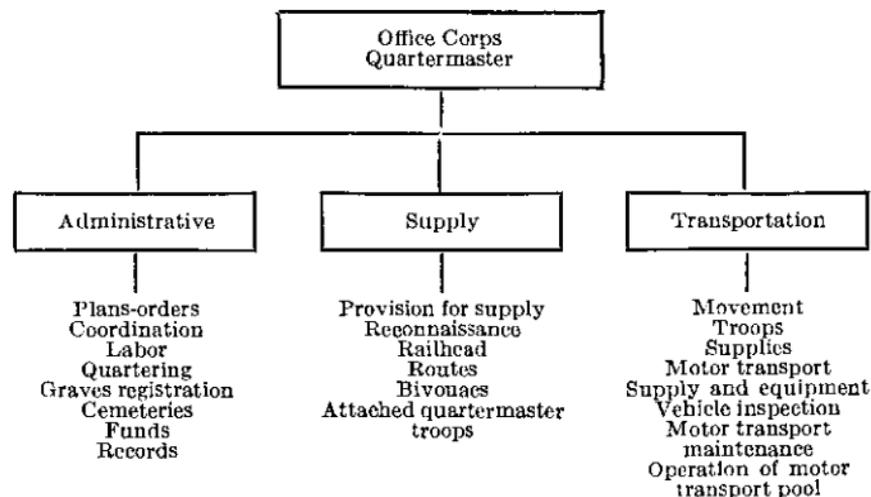 Office Corps
Quartermaster
Administrative
Supply
Transportation
Plans-orders
Coordination
Labor
Quartering
Graves registration
Cemeteries
Funds
Records
Provision for supply
Reconnaissance
Railhead
Routes
Bivouacs
Attached quartermaster
troops
Movement
Troops
Supplies
Motor transport
Supply and equipment
Vehicle inspection
Motor transport
maintenance
Operation of motor
transport pool